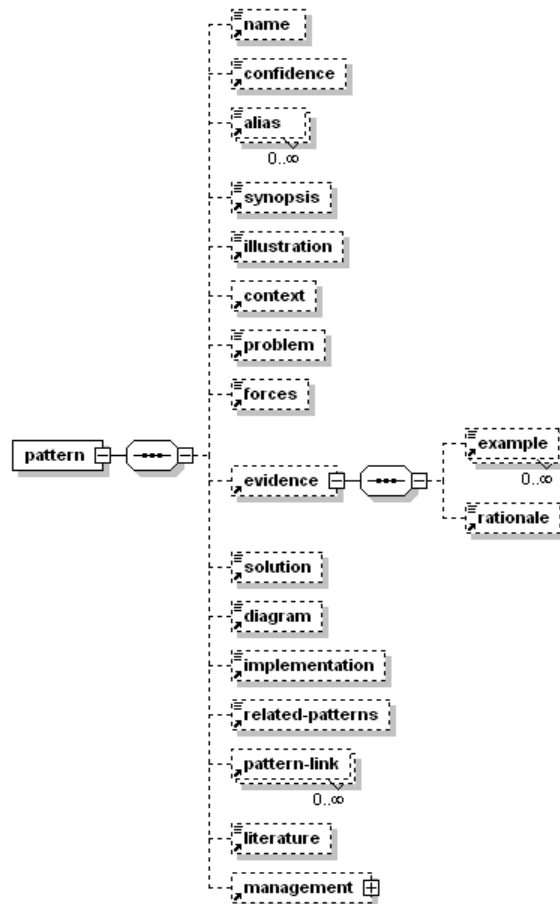 name
confidence
alias
0..∞
synopsis
illustration
context
problem
forces
pattern
evidence
example
0..∞
rationale
solution
diagram
implementation
related-patterns
pattern-link
0..∞
literature
management